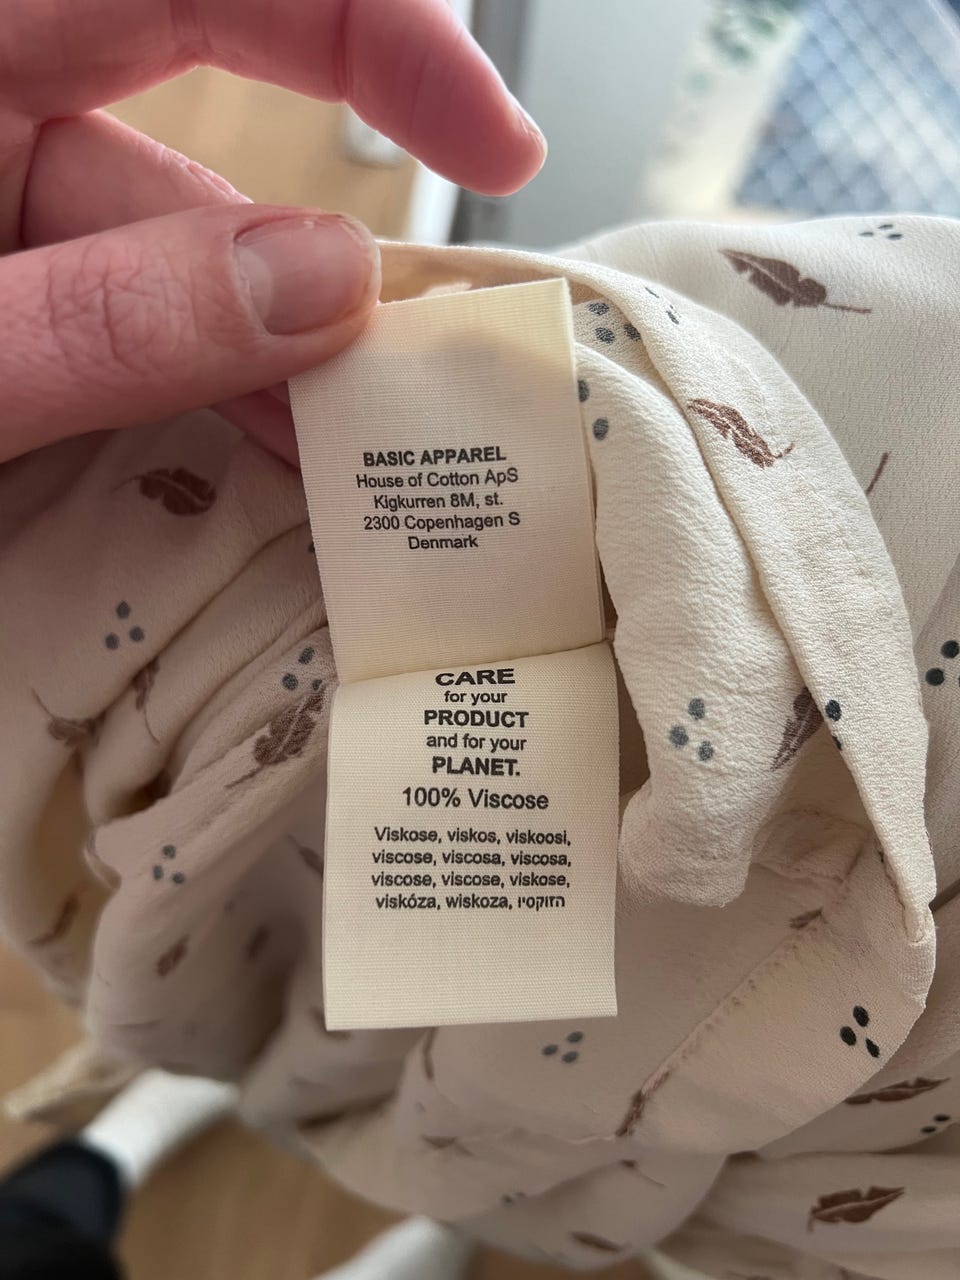 BASIC APPAREL
House of Cotton ApS
Kigkurren 8M, st.
2300 Copenhagen S
Denmark
CARE
for your
PRODUCT
and for your
PLANET.
100% Viscose
Viskose, viskos, viskoosi,
viscose, viscosa, viscosa,
viscose, viscose, viskose,
viskóza, wiskoza,